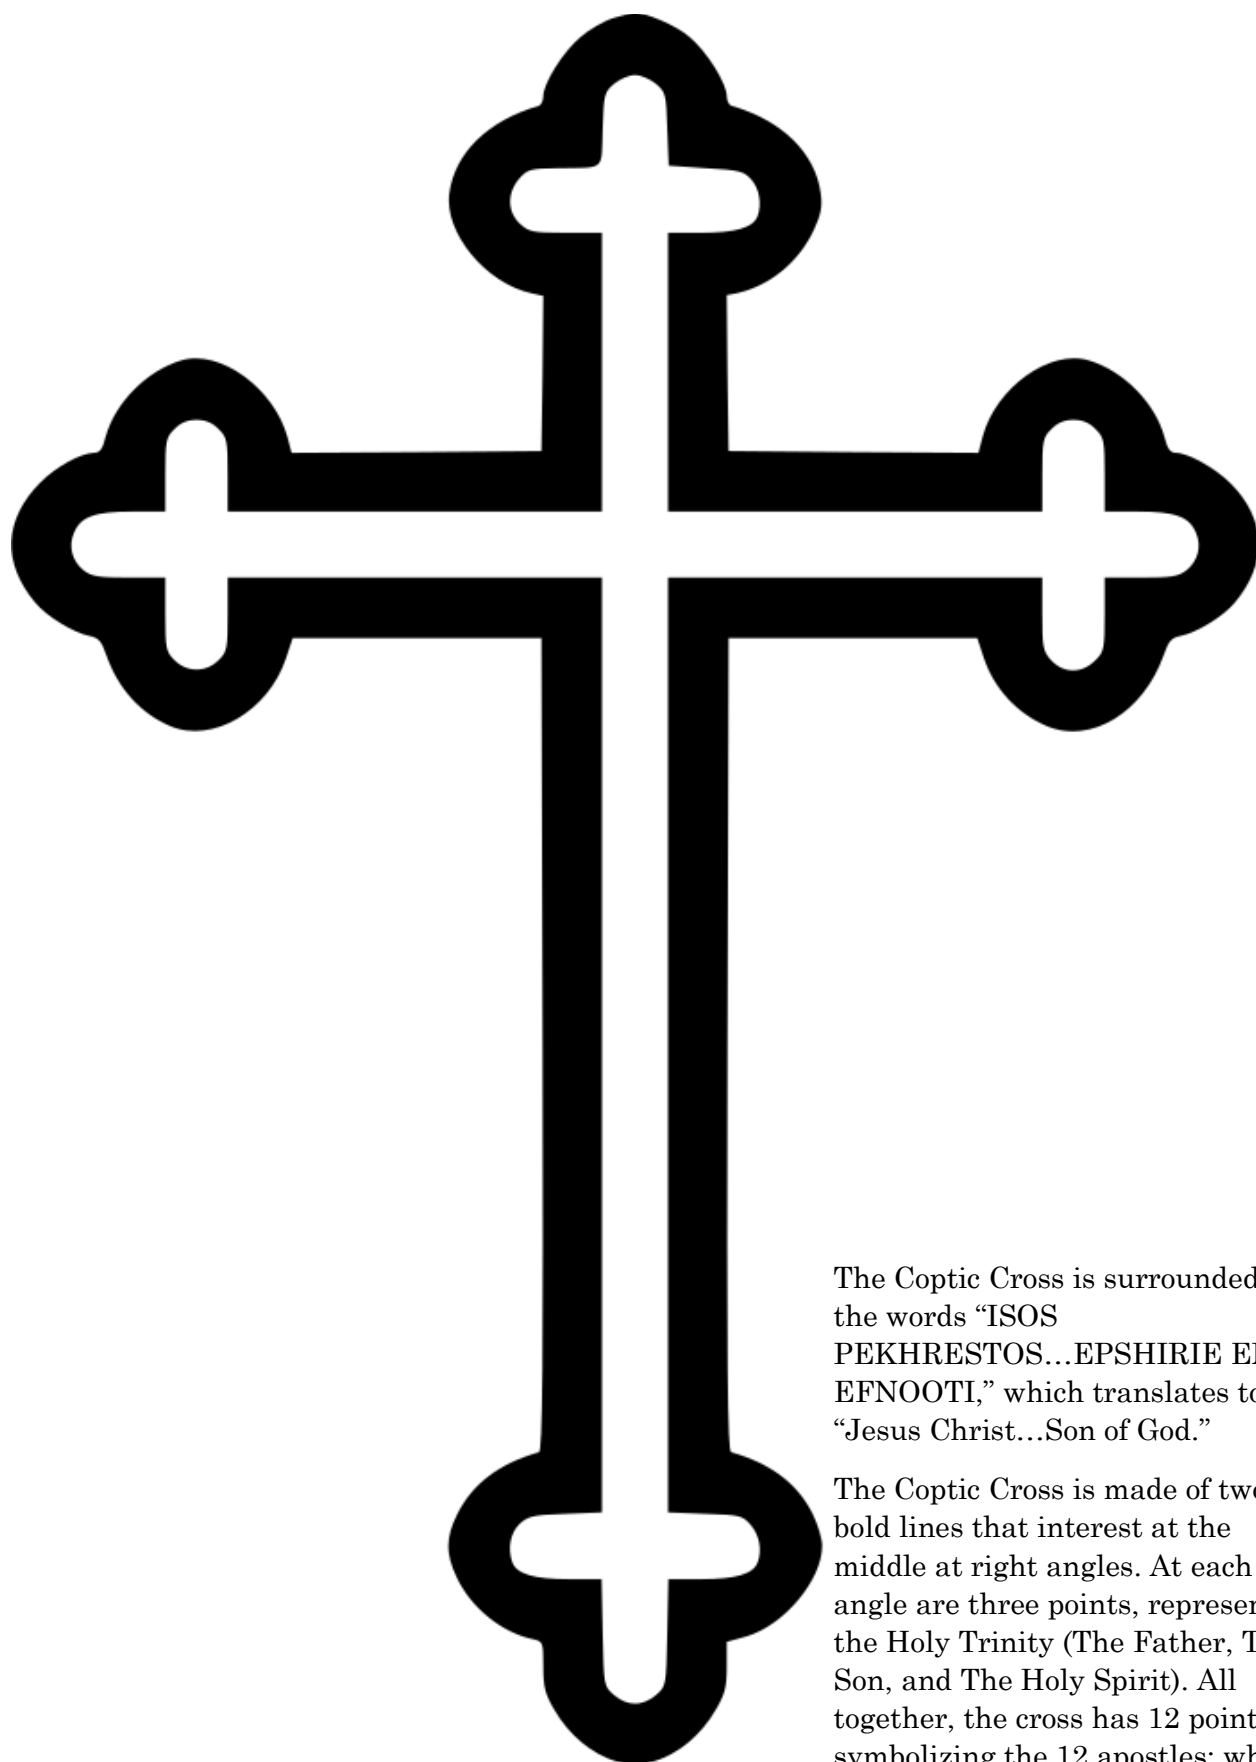 The Coptic Cross is surrounded
the words “ISOS
PEKHRESTOS…EPSHIRIE
EFNOOTI,” which translates to
“Jesus Christ…Son of God.”
The Coptic Cross is made of two
bold lines that interest at the
middle at right angles. At each
angle are three points,
the Holy Trinity (The Father,
Son, and The Holy Spirit). All
together, the cross has 12
symbolizing the 12 apostles;